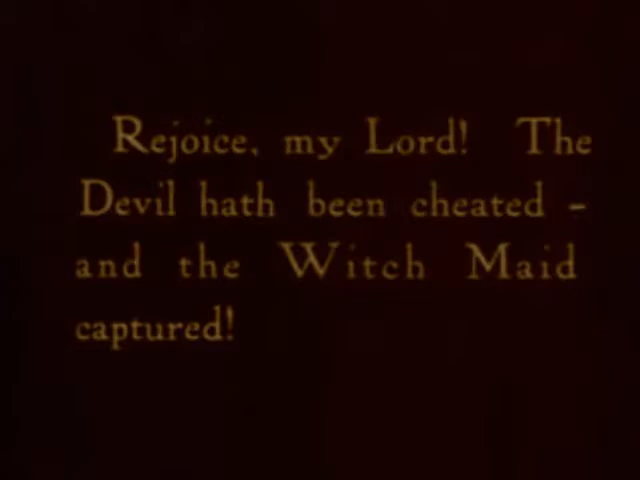 Rejoice, my Lord! The
Devil hath been cheated -
and the Witch Maid
captured!